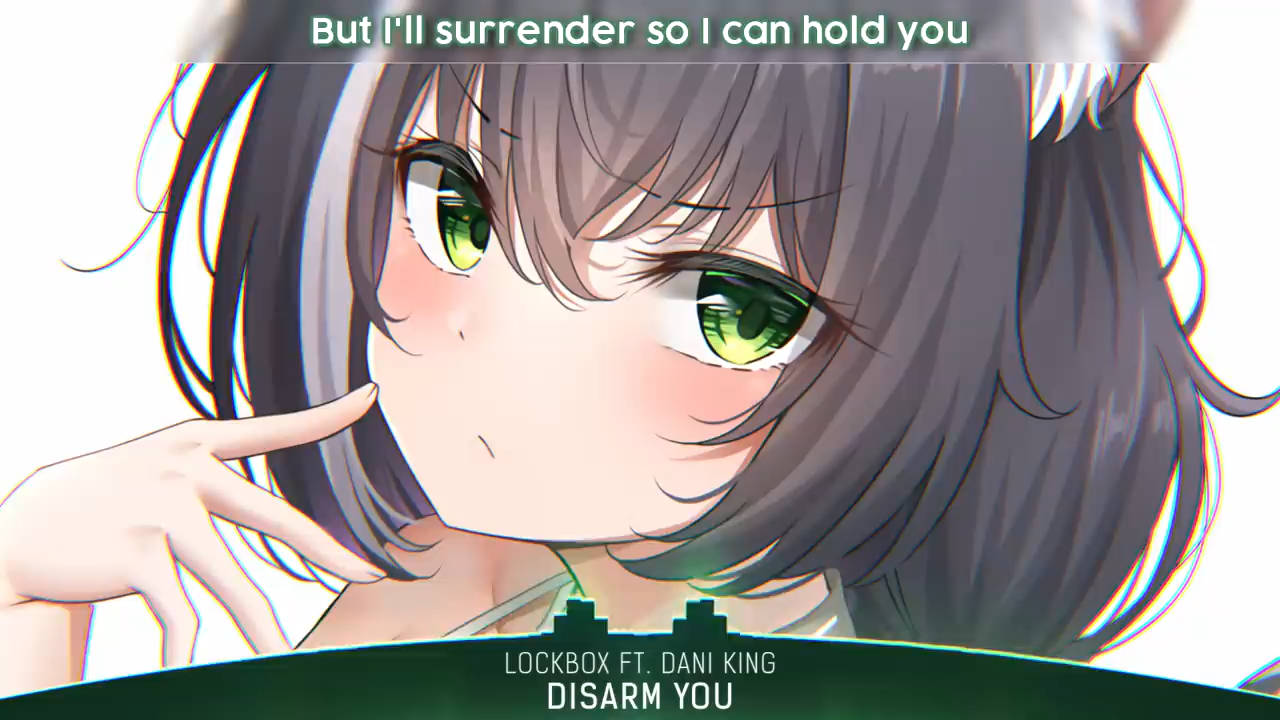 But I'll surrender so I can hold you
LOCKBOX FT. DANI KING
DISARM YOU